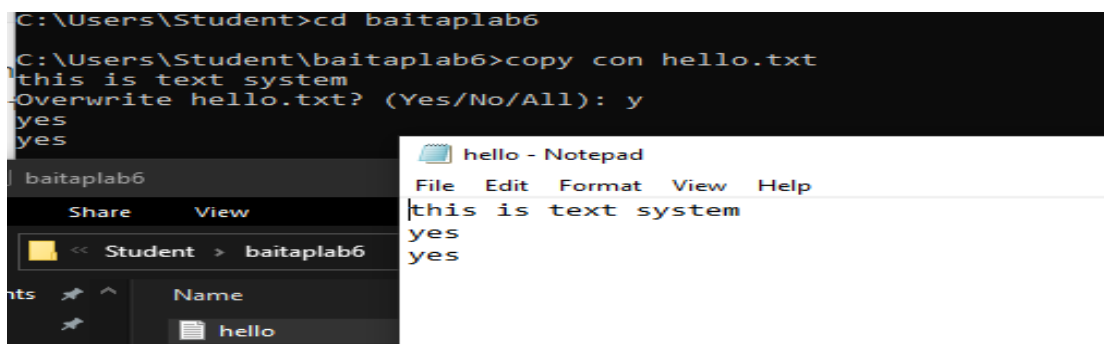 C:\Users\Student>cd baitaplab6
C:\Users\Student\baitaplab6>copy con hello.txt
this is text system
Overwrite hello.txt? (Yes/No/All): y
yes
yes
hello - Notepad
File Edit Format View Help
this is text system
yes
yes
baitaplab6
Share View
« Student > baitaplab6
Name
hello